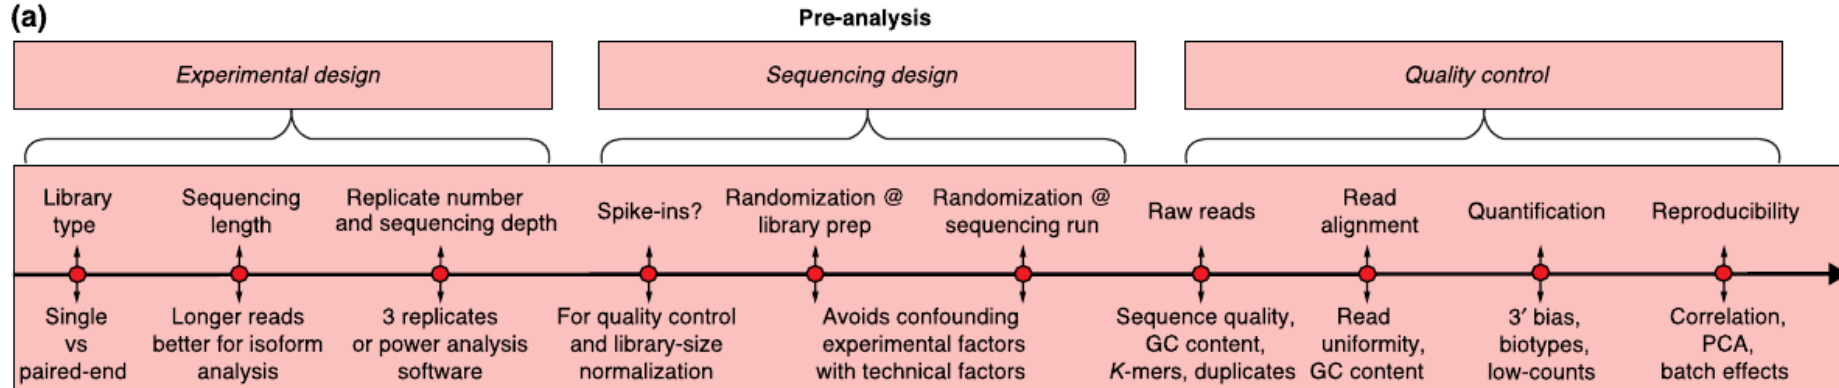 (a)
Pre-analysis
Experimental design
Sequencing design
Quality control
Library
type
Sequencing
length
Replicate number
and sequencing depth
Spike-ins?
Randomization @
library prep
Randomization @
sequencing run
Raw reads
Read
alignment
Quantification
Reproducibility
Single
vs
paired-end
Longer reads
better for isoform
analysis
3 replicates
or power analysis
software
For quality control
and library-size
normalization
Avoids confounding
experimental factors
with technical factors
Sequence quality,
GC content,
K-mers, duplicates
Read
uniformity,
GC content
3′ bias,
biotypes,
low-counts
Correlation,
PCA,
batch effects